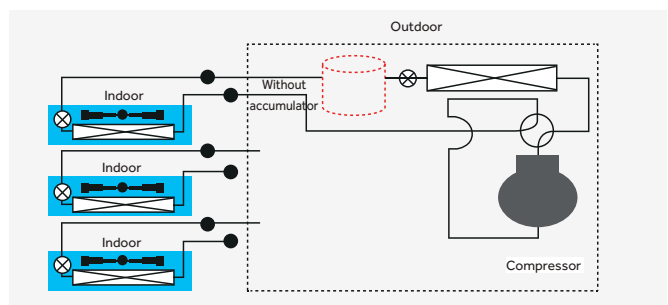 Outdoor
Indoor
Without
accumulator
Indoor
Indoor
Compressor